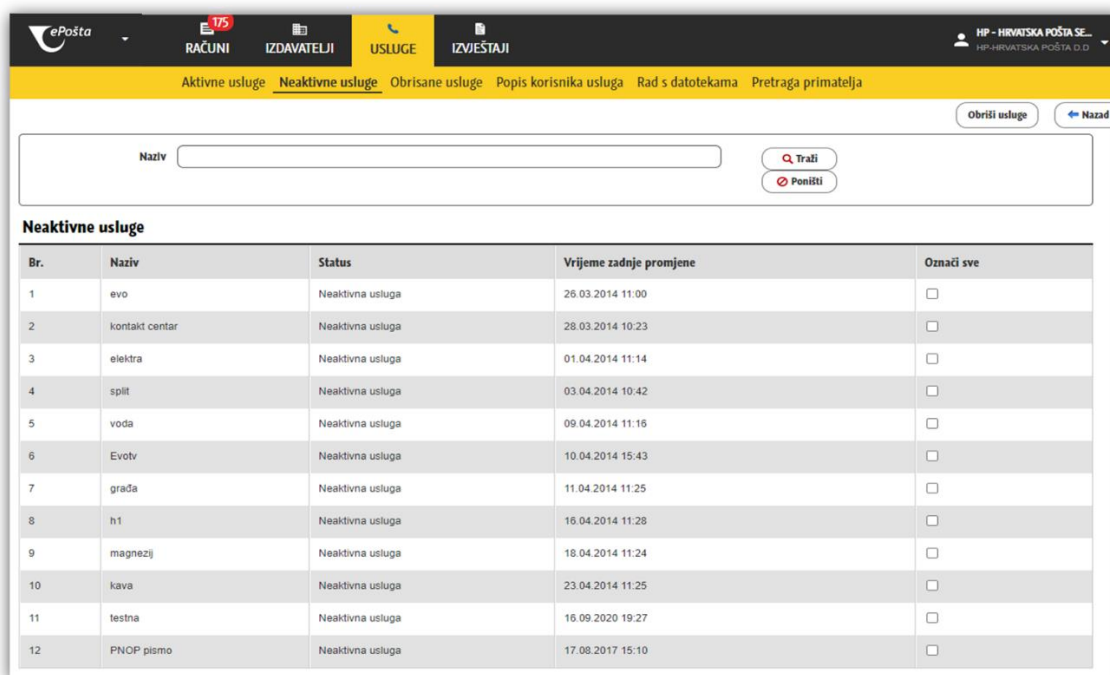 ePošta
175
RAČUNI IZDAVATELJI USLUGE IZVJEŠTAJI
HP - HRVATSKA POŠTA SE...
HP-HRVATSKA POŠTA D.D
Aktivne usluge Neaktivne usluge Obrisane usluge Popis korisnika usluga Rad s datotekama Pretraga primatelja
Obriši usluge Nazad
Naziv Traži
Poništi
Neaktivne usluge
Br. Naziv Status Vrijeme zadnje promjene Označi sve
1 evo Neaktivna usluga 26.03.2014 11:00
2 kontakt centar Neaktivna usluga 28.03.2014 10:23
3 elektra Neaktivna usluga 01.04.2014 11:14
4 split Neaktivna usluga 03.04.2014 10:42
5 voda Neaktivna usluga 09.04.2014 11:16
6 Evotv Neaktivna usluga 10.04.2014 15:43
7 građa Neaktivna usluga 11.04.2014 11:25
8 h1 Neaktivna usluga 16.04.2014 11:28
9 magnezij Neaktivna usluga 18.04.2014 11:24
10 kava Neaktivna usluga 23.04.2014 11:25
11 testna Neaktivna usluga 16.09.2020 19:27
12 PNOP pismo Neaktivna usluga 17.08.2017 15:10